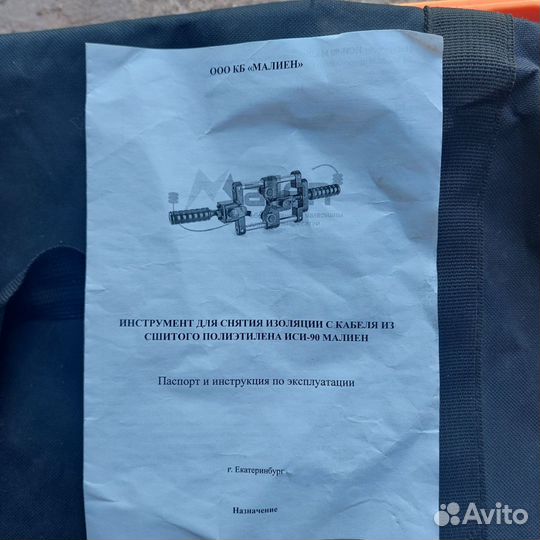 ООО КБ «МАЛИЕН»
ИНСТРУМЕНТ ДЛЯ СНЯТИЯ ИЗОЛЯЦИИ С КАБЕЛЯ ИЗ
СШИТОГО ПОЛИЭТИЛЕНА ИСИ-90 МАЛИЕН
Паспорт и инструкция по эксплуатации
г. Екатеринбург
Назначение
Avito